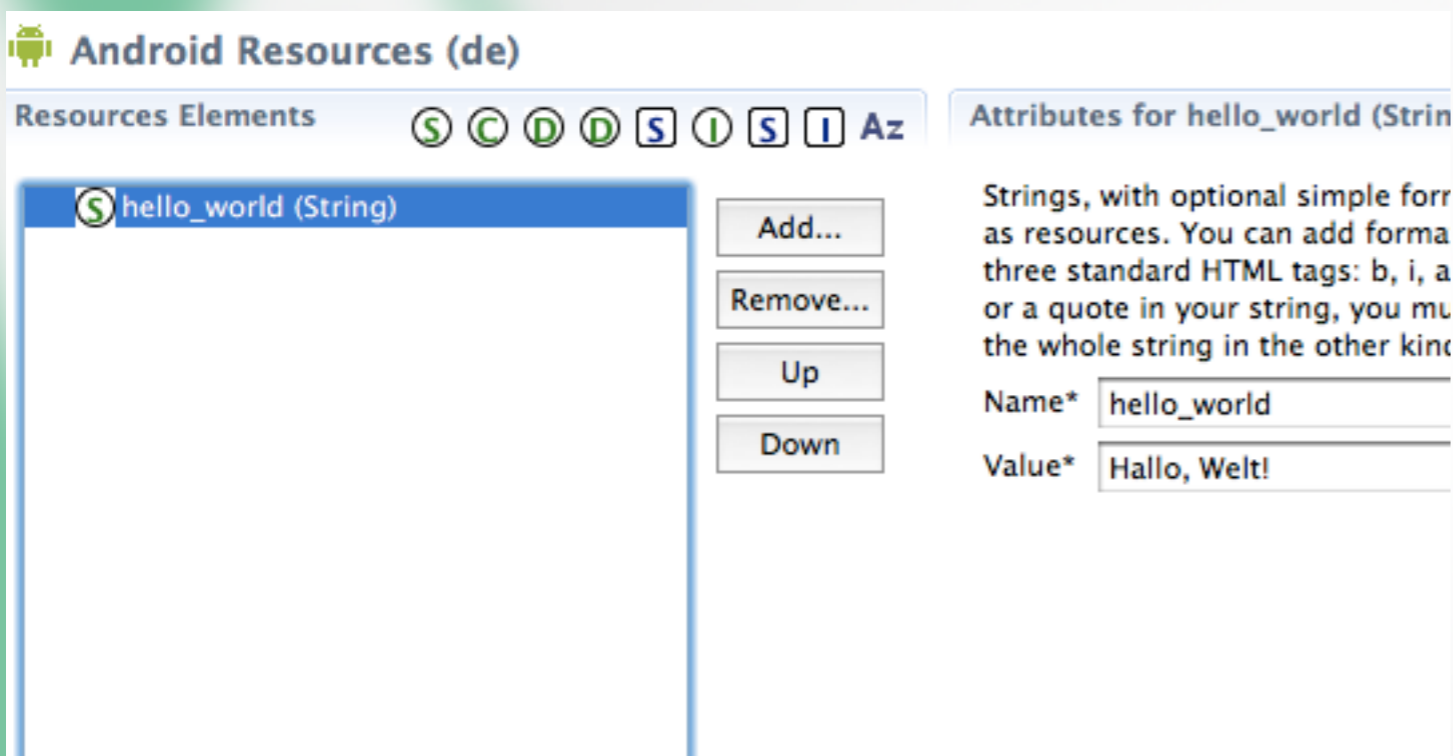 Android Resources (de)
Resources Elements
S C D D S I S I Az
hello_world (String)
Add...
Remove...
Up
Down
Attributes for hello_world (Strin
Strings, with optional simple
as resources. You can add forma
three standard HTML tags: b, i, a
or a quote in your string, you mu
the whole string in the other kind
Name* hello_world
Value* Hallo, Welt!